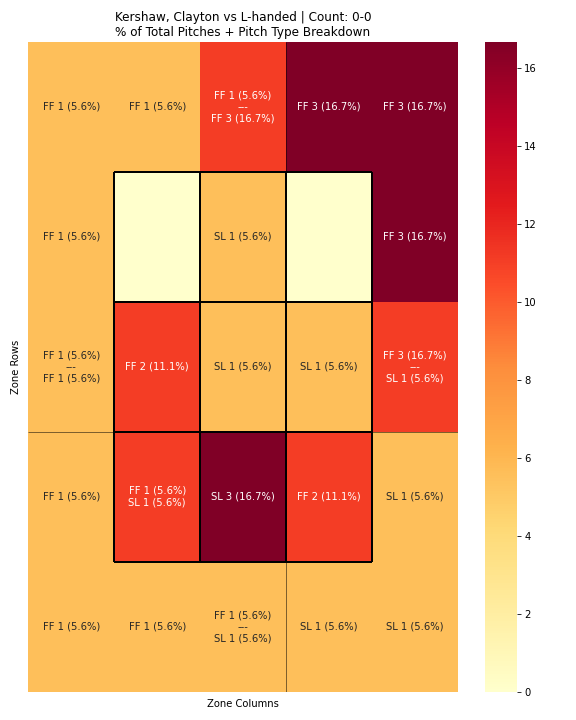 Kershaw, Clayton vs L-handed | Count: 0-0
% of Total Pitches + Pitch Type Breakdown
FF 1 (5.6%)
FF 1 (5.6%)
FF 1 (5.6%)
---
FF 3 (16.7%)
FF 3 (16.7%)
FF 3 (16.7%)
FF 1 (5.6%)
SL 1 (5.6%)
FF 3 (16.7%)
FF 1 (5.6%)
---
FF 1 (5.6%)
FF 2 (11.1%)
SL 1 (5.6%)
SL 1 (5.6%)
FF 3 (16.7%)
---
SL 1 (5.6%)
FF 1 (5.6%)
FF 1 (5.6%)
SL 1 (5.6%)
SL 3 (16.7%)
FF 2 (11.1%)
SL 1 (5.6%)
FF 1 (5.6%)
FF 1 (5.6%)
FF 1 (5.6%)
---
SL 1 (5.6%)
SL 1 (5.6%)
SL 1 (5.6%)
Zone Rows
Zone Columns
16
14
12
10
8
6
4
2
0